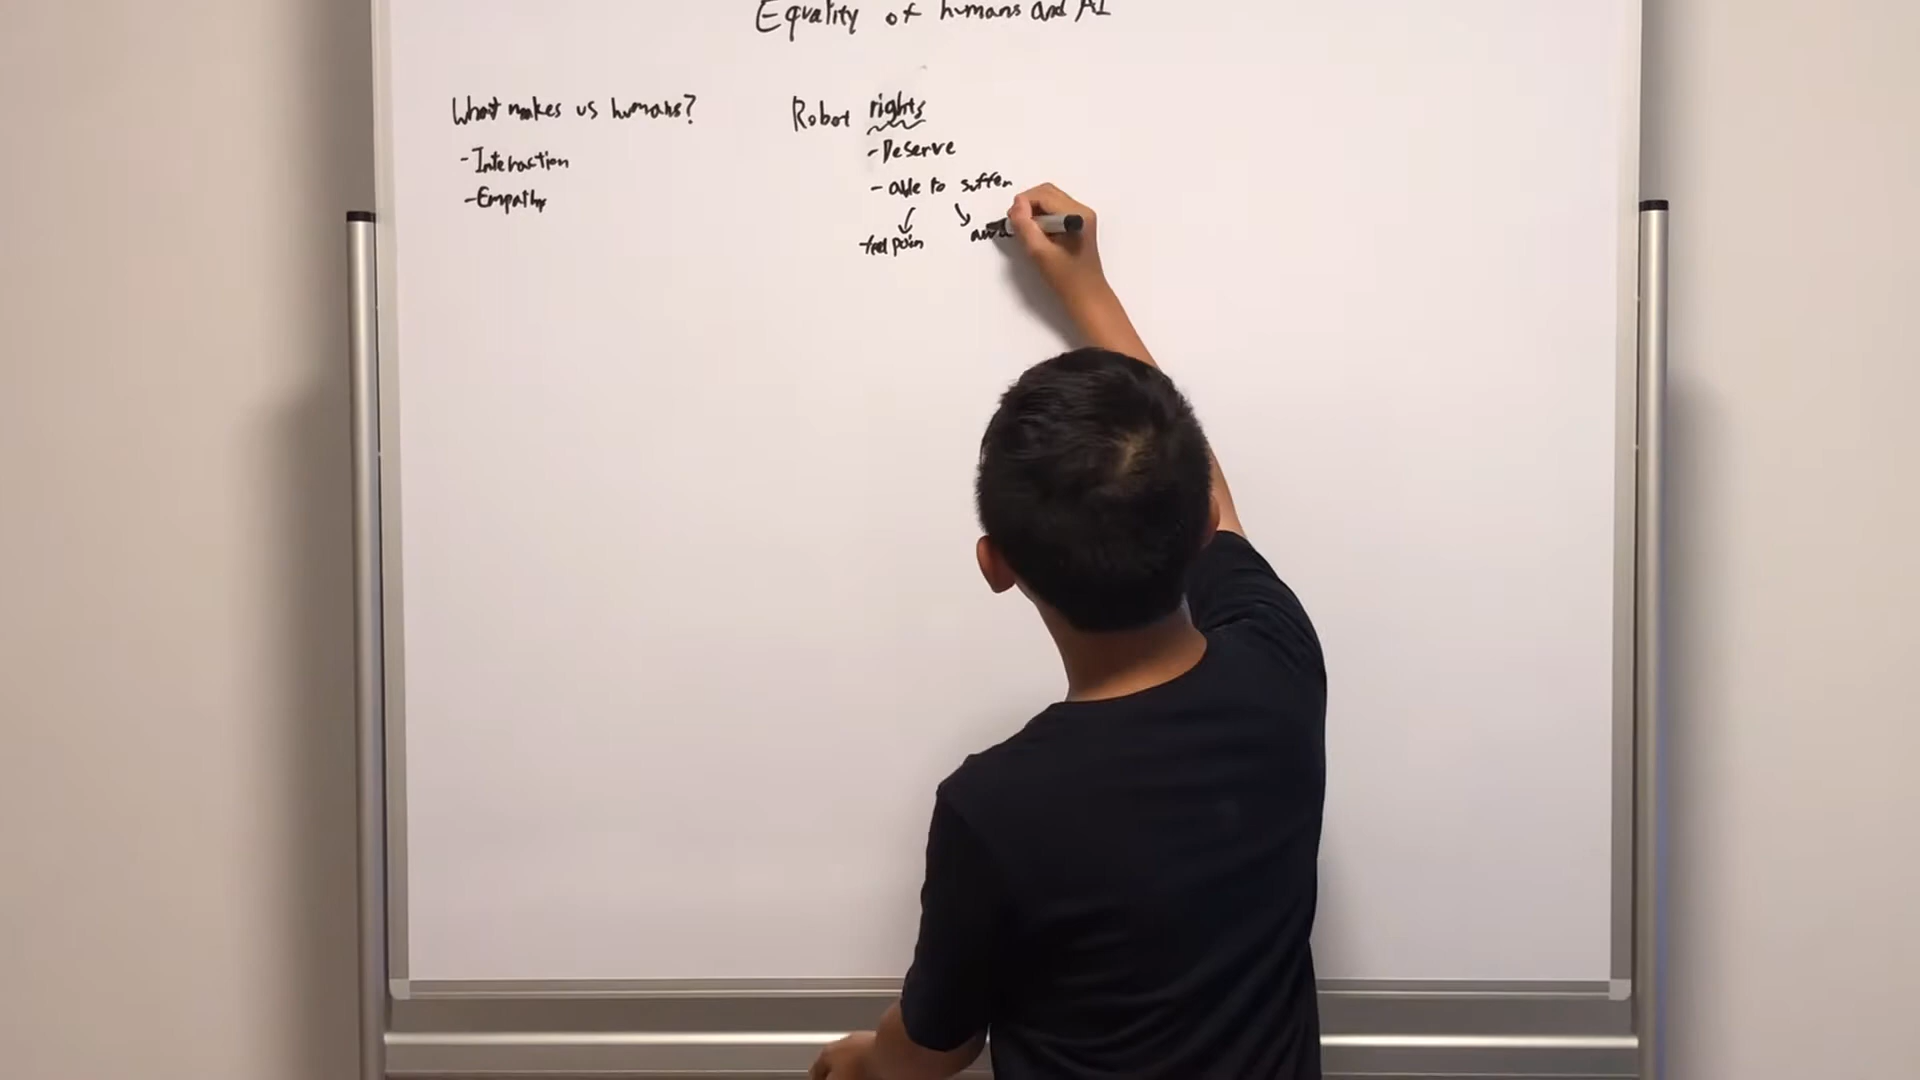 Equality of humans and AI
What makes us humans?
-Interaction
-Empathy
Robot rights
-Deserve
-able to suffer
feel pain